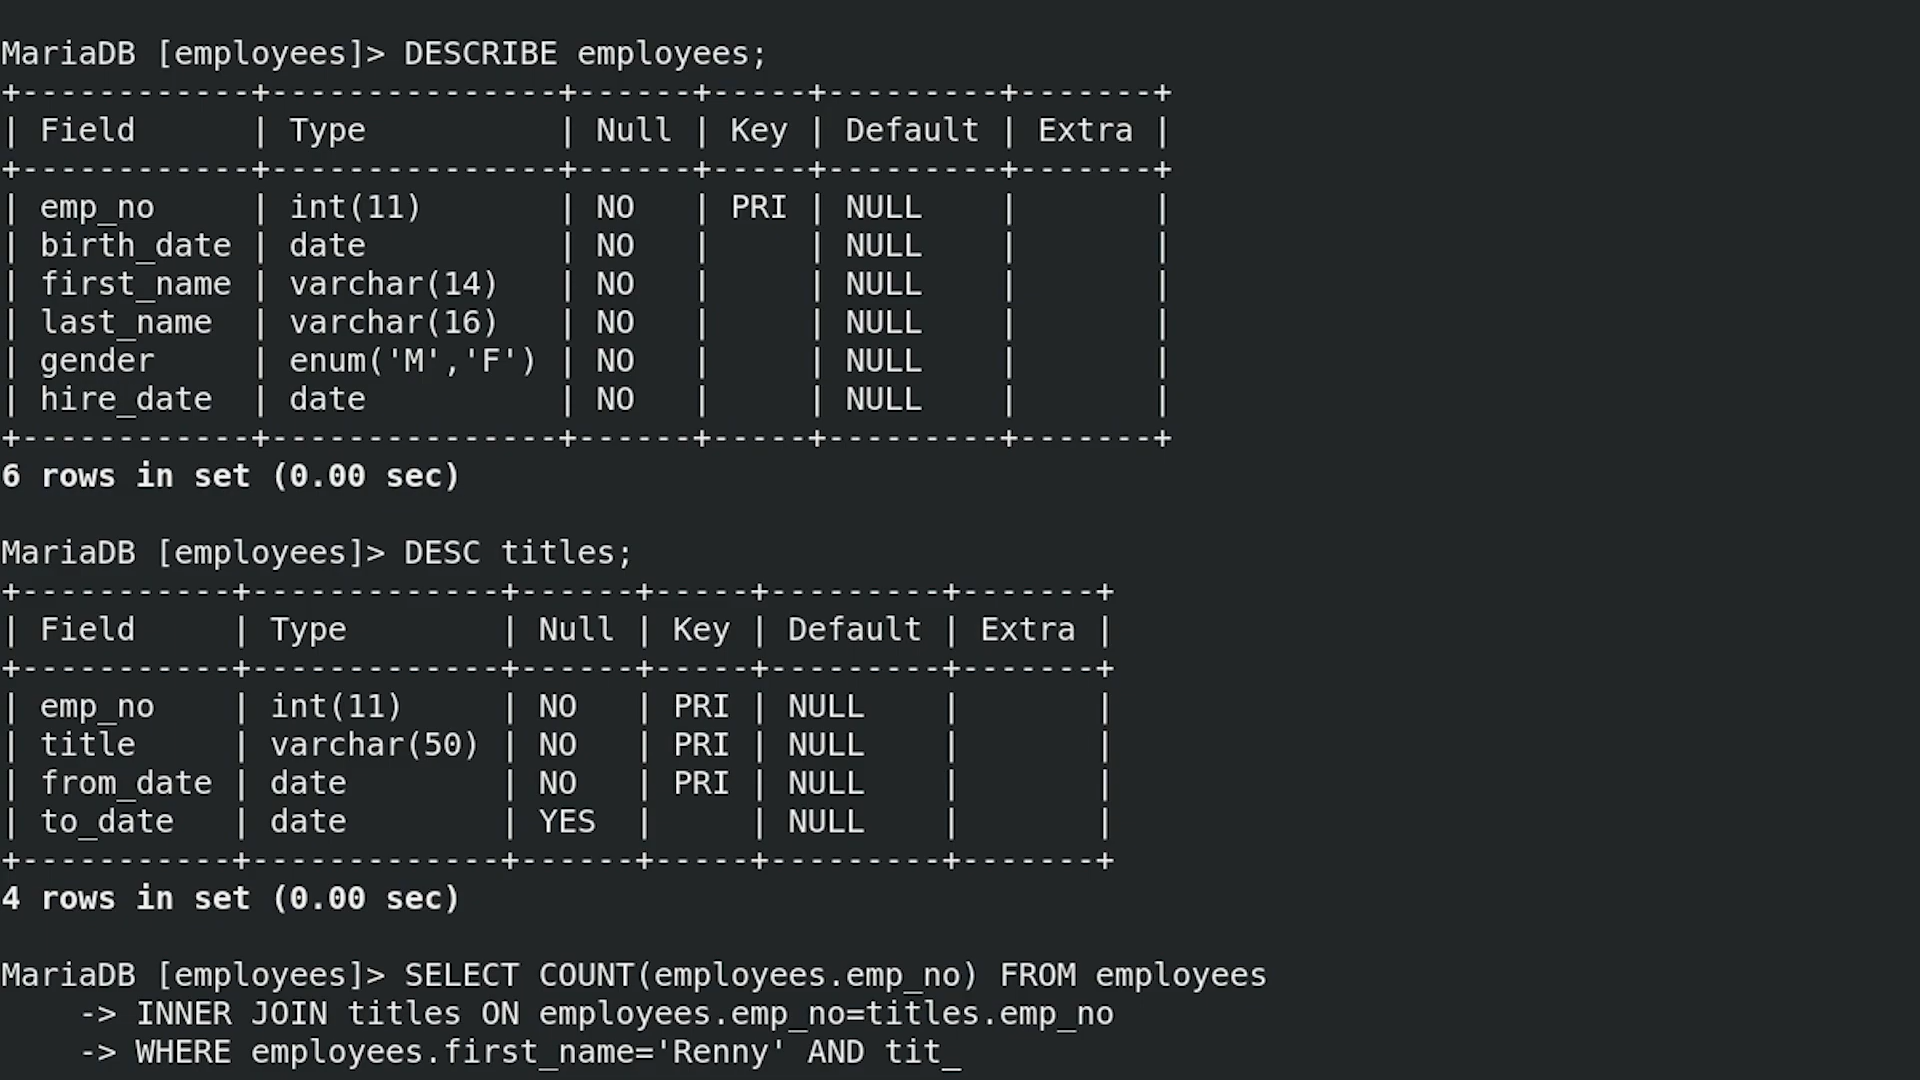 MariaDB [employees]> DESCRIBE employees;
+------------+---------------+------+-----+---------+-------+
| Field      | Type          | Null | Key | Default | Extra |
+------------+---------------+------+-----+---------+-------+
| emp_no     | int(11)       | NO   | PRI | NULL    |       |
| birth_date | date          | NO   |     | NULL    |       |
| first_name | varchar(14)   | NO   |     | NULL    |       |
| last_name  | varchar(16)   | NO   |     | NULL    |       |
| gender     | enum('M','F') | NO   |     | NULL    |       |
| hire_date  | date          | NO   |     | NULL    |       |
+------------+---------------+------+-----+---------+-------+
6 rows in set (0.00 sec)
MariaDB [employees]> DESC titles;
+-----------+-------------+------+-----+---------+-------+
| Field     | Type        | Null | Key | Default | Extra |
+-----------+-------------+------+-----+---------+-------+
| emp_no    | int(11)     | NO   | PRI | NULL    |       |
| title     | varchar(50) | NO   | PRI | NULL    |       |
| from_date | date        | NO   | PRI | NULL    |       |
| to_date   | date        | YES  |     | NULL    |       |
+-----------+-------------+------+-----+---------+-------+
4 rows in set (0.00 sec)
MariaDB [employees]> SELECT COUNT(employees.emp_no) FROM employees
    -> INNER JOIN titles ON employees.emp_no=titles.emp_no
    -> WHERE employees.first_name='Renny' AND tit_